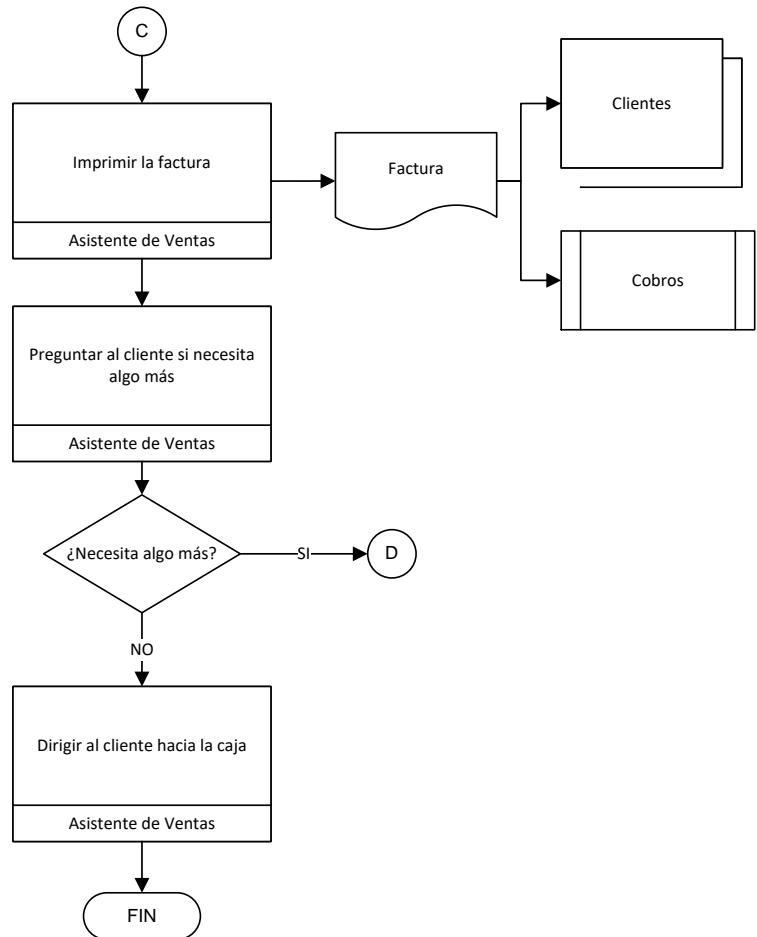 C
Imprimir la factura
Asistente de Ventas
Factura
Clientes
Cobros
Preguntar al cliente si necesita
algo más
Asistente de Ventas
¿Necesita algo más?
SI
D
NO
Dirigir al cliente hacia la caja
Asistente de Ventas
FIN